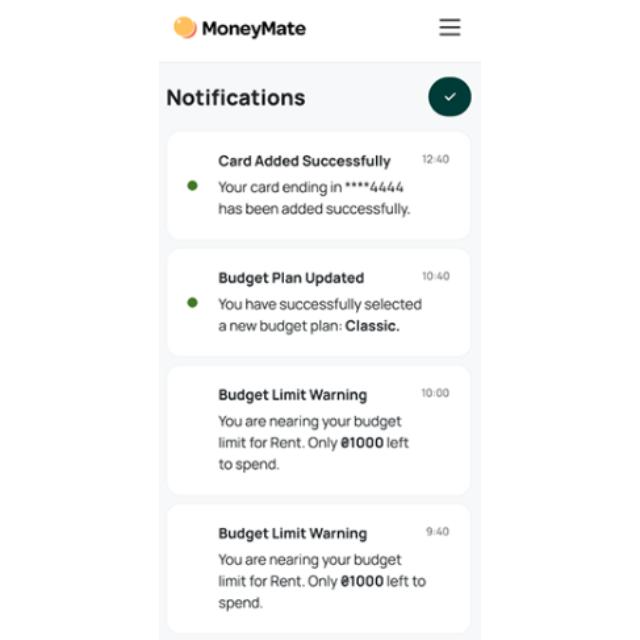 MoneyMate
Notifications
Card Added Successfully 12:40
Your card ending in ****4444
has been added successfully.
Budget Plan Updated 10:40
You have successfully selected
a new budget plan: Classic.
Budget Limit Warning 10:00
You are nearing your budget
limit for Rent. Only ₴1000 left
to spend.
Budget Limit Warning 9:40
You are nearing your budget
limit for Rent. Only ₴1000 left to
spend.